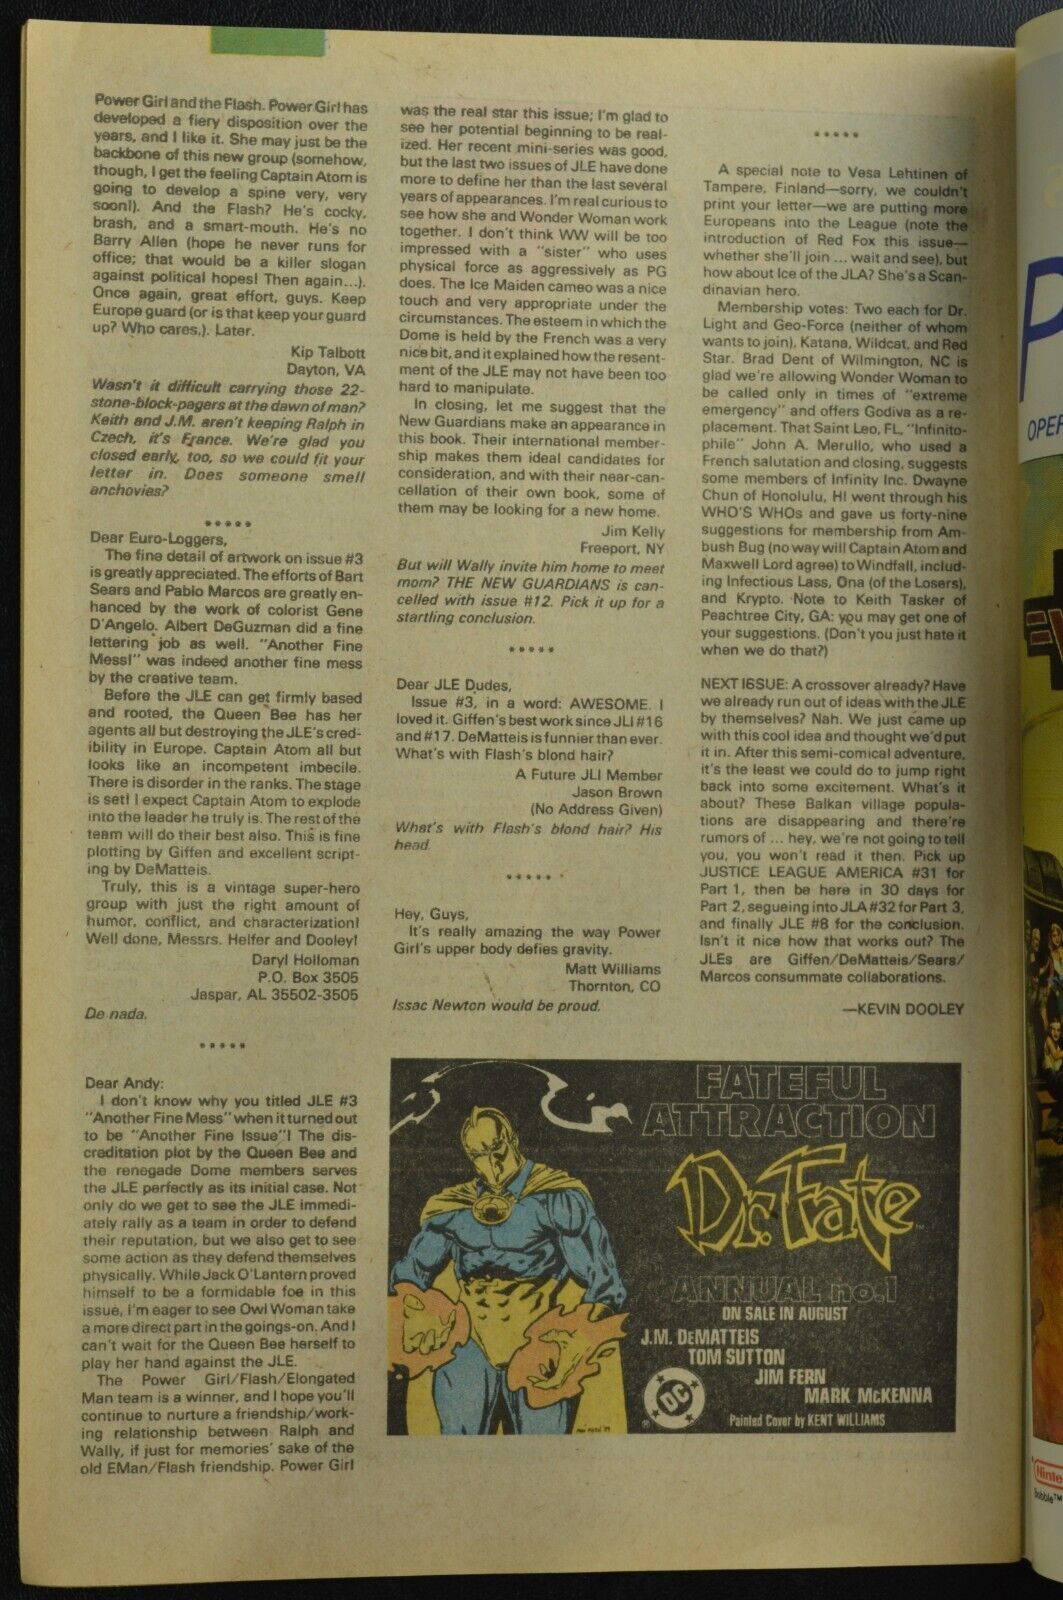 Power Girl and the Flash. Power Girl has
developed a fiery disposition over the
years, and I like it. She may just be the
backbone of this new group (somehow,
though, I get the feeling Captain Atom is
going to develop a spine very, very
soon!). And the Flash? He's cocky,
brash, and a smart-mouth. He's no
Barry Allen (hope he never runs for
office; that would be a killer slogan
against political hopes! Then again...).
Once again, great effort, guys. Keep
Europe guard (or is that keep your guard
up? Who cares,). Later.
Kip Talbott
Dayton, VA
Wasn't it difficult carrying those 22-
stone-block-pagers at the dawn of man?
Keith and J.M. aren't keeping Ralph in
Czech, it's France. We're glad you
closed early, too, so we could fit your
letter in. Does someone smell
anchovies?
*****
Dear Euro-Loggers,
The fine detail of artwork on issue #3
is greatly appreciated. The efforts of Bart
Sears and Pablo Marcos are greatly en-
hanced by the work of colorist Gene
D'Angelo. Albert DeGuzman did a fine
lettering job as well. "Another Fine
Mess!" was indeed another fine mess
by the creative team.
Before the JLE can get firmly based
and rooted, the Queen Bee has her
agents all but destroying the JLE's cred-
ibility in Europe. Captain Atom all but
looks like an incompetent imbecile.
There is disorder in the ranks. The stage
is set! I expect Captain Atom to explode
into the leader he truly is. The rest of the
team will do their best also. This is fine
plotting by Giffen and excellent script-
ing by DeMatteis.
Truly, this is a vintage super-hero
group with just the right amount of
humor, conflict, and characterization!
Well done, Messrs. Helfer and Dooley!
Daryl Holloman
P.O. Box 3505
Jaspar, AL 35502-3505
De nada.
*****
Dear Andy:
I don't know why you titled JLE #3
"Another Fine Mess" when it turned out
to be "Another Fine Issue"! The dis-
creditation plot by the Queen Bee and
the renegade Dome members serves
the JLE perfectly as its initial case. Not
only do we get to see the JLE immedi-
ately rally as a team in order to defend
their reputation, but we also get to see
some action as they defend themselves
physically. While Jack O'Lantern proved
himself to be a formidable foe in this
issue, I'm eager to see Owl Woman take
a more direct part in the goings-on. And I
can't wait for the Queen Bee herself to
play her hand against the JLE.
The Power Girl/Flash/Elongated
Man team is a winner, and I hope you'll
continue to nurture a friendship/work-
ing relationship between Ralph and
Wally, if just for memories' sake of the
old EMan/Flash friendship. Power Girl
was the real star this issue; I'm glad to
see her potential beginning to be real-
ized. Her recent mini-series was good,
but the last two issues of JLE have done
more to define her than the last several
years of appearances. I'm real curious to
see how she and Wonder Woman work
together. I don't think WW will be too
impressed with a "sister" who uses
physical force as aggressively as PG
does. The Ice Maiden cameo was a nice
touch and very appropriate under the
circumstances. The esteem in which the
Dome is held by the French was a very
nice bit, and it explained how the resent-
ment of the JLE may not have been too
hard to manipulate.
In closing, let me suggest that the
New Guardians make an appearance in
this book. Their international member-
ship makes them ideal candidates for
consideration, and with their near-can-
cellation of their own book, some of
them may be looking for a new home.
Jim Kelly
Freeport, NY
But will Wally invite him home to meet
mom? THE NEW GUARDIANS is can-
celled with issue #12. Pick it up for a
startling conclusion.
*****
Dear JLE Dudes,
Issue #3, in a word: AWESOME. I
loved it. Giffen's best work since JLI #16
and #17. DeMatteis is funnier than ever.
What's with Flash's blond hair?
A Future JLI Member
Jason Brown
(No Address Given)
What's with Flash's blond hair? His
head.
*****
Hey, Guys,
It's really amazing the way Power
Girl's upper body defies gravity.
Matt Williams
Thornton, CO
Issac Newton would be proud.
*****
A special note to Vesa Lehtinen of
Tampere, Finland—sorry, we couldn't
print your letter—we are putting more
Europeans into the League (note the
introduction of Red Fox this issue—
whether she'll join ... wait and see), but
how about Ice of the JLA? She's a Scan-
dinavian hero.
Membership votes: Two each for Dr.
Light and Geo-Force (neither of whom
wants to join), Katana, Wildcat, and Red
Star. Brad Dent of Wilmington, NC is
glad we're allowing Wonder Woman to
be called only in times of "extreme
emergency" and offers Godiva as a re-
placement. That Saint Leo, FL, "Infinito-
phile" John A. Merullo, who used a
French salutation and closing, suggests
some members of Infinity Inc. Dwayne
Chun of Honolulu, HI went through his
WHO'S WHOs and gave us forty-nine
suggestions for membership from Am-
bush Bug (no way will Captain Atom and
Maxwell Lord agree) to Windfall, includ-
ing Infectious Lass, Ona (of the Losers),
and Krypto. Note to Keith Tasker of
Peachtree City, GA: you may get one of
your suggestions. (Don't you just hate it
when we do that?)
NEXT ISSUE: A crossover already? Have
we already run out of ideas with the JLE
by themselves? Nah. We just came up
with this cool idea and thought we'd put
it in. After this semi-comical adventure,
it's the least we could do to jump right
back into some excitement. What's it
about? These Balkan village popula-
tions are disappearing and there're
rumors of ... hey, we're not going to tell
you, you won't read it then. Pick up
JUSTICE LEAGUE AMERICA #31 for
Part 1, then be here in 30 days for
Part 2, segueing into JLA #32 for Part 3,
and finally JLE #8 for the conclusion.
Isn't it nice how that works out? The
JLEs are Giffen/DeMatteis/Sears/
Marcos consummate collaborations.
—KEVIN DOOLEY
FATEFUL
ATTRACTION
Dr. Fate
ANNUAL no.1
ON SALE IN AUGUST
J.M. DeMATTEIS
TOM SUTTON
JIM FERN
MARK McKENNA
DC
Painted Cover by KENT WILLIAMS
P
OPER
Ninte
Bobble™